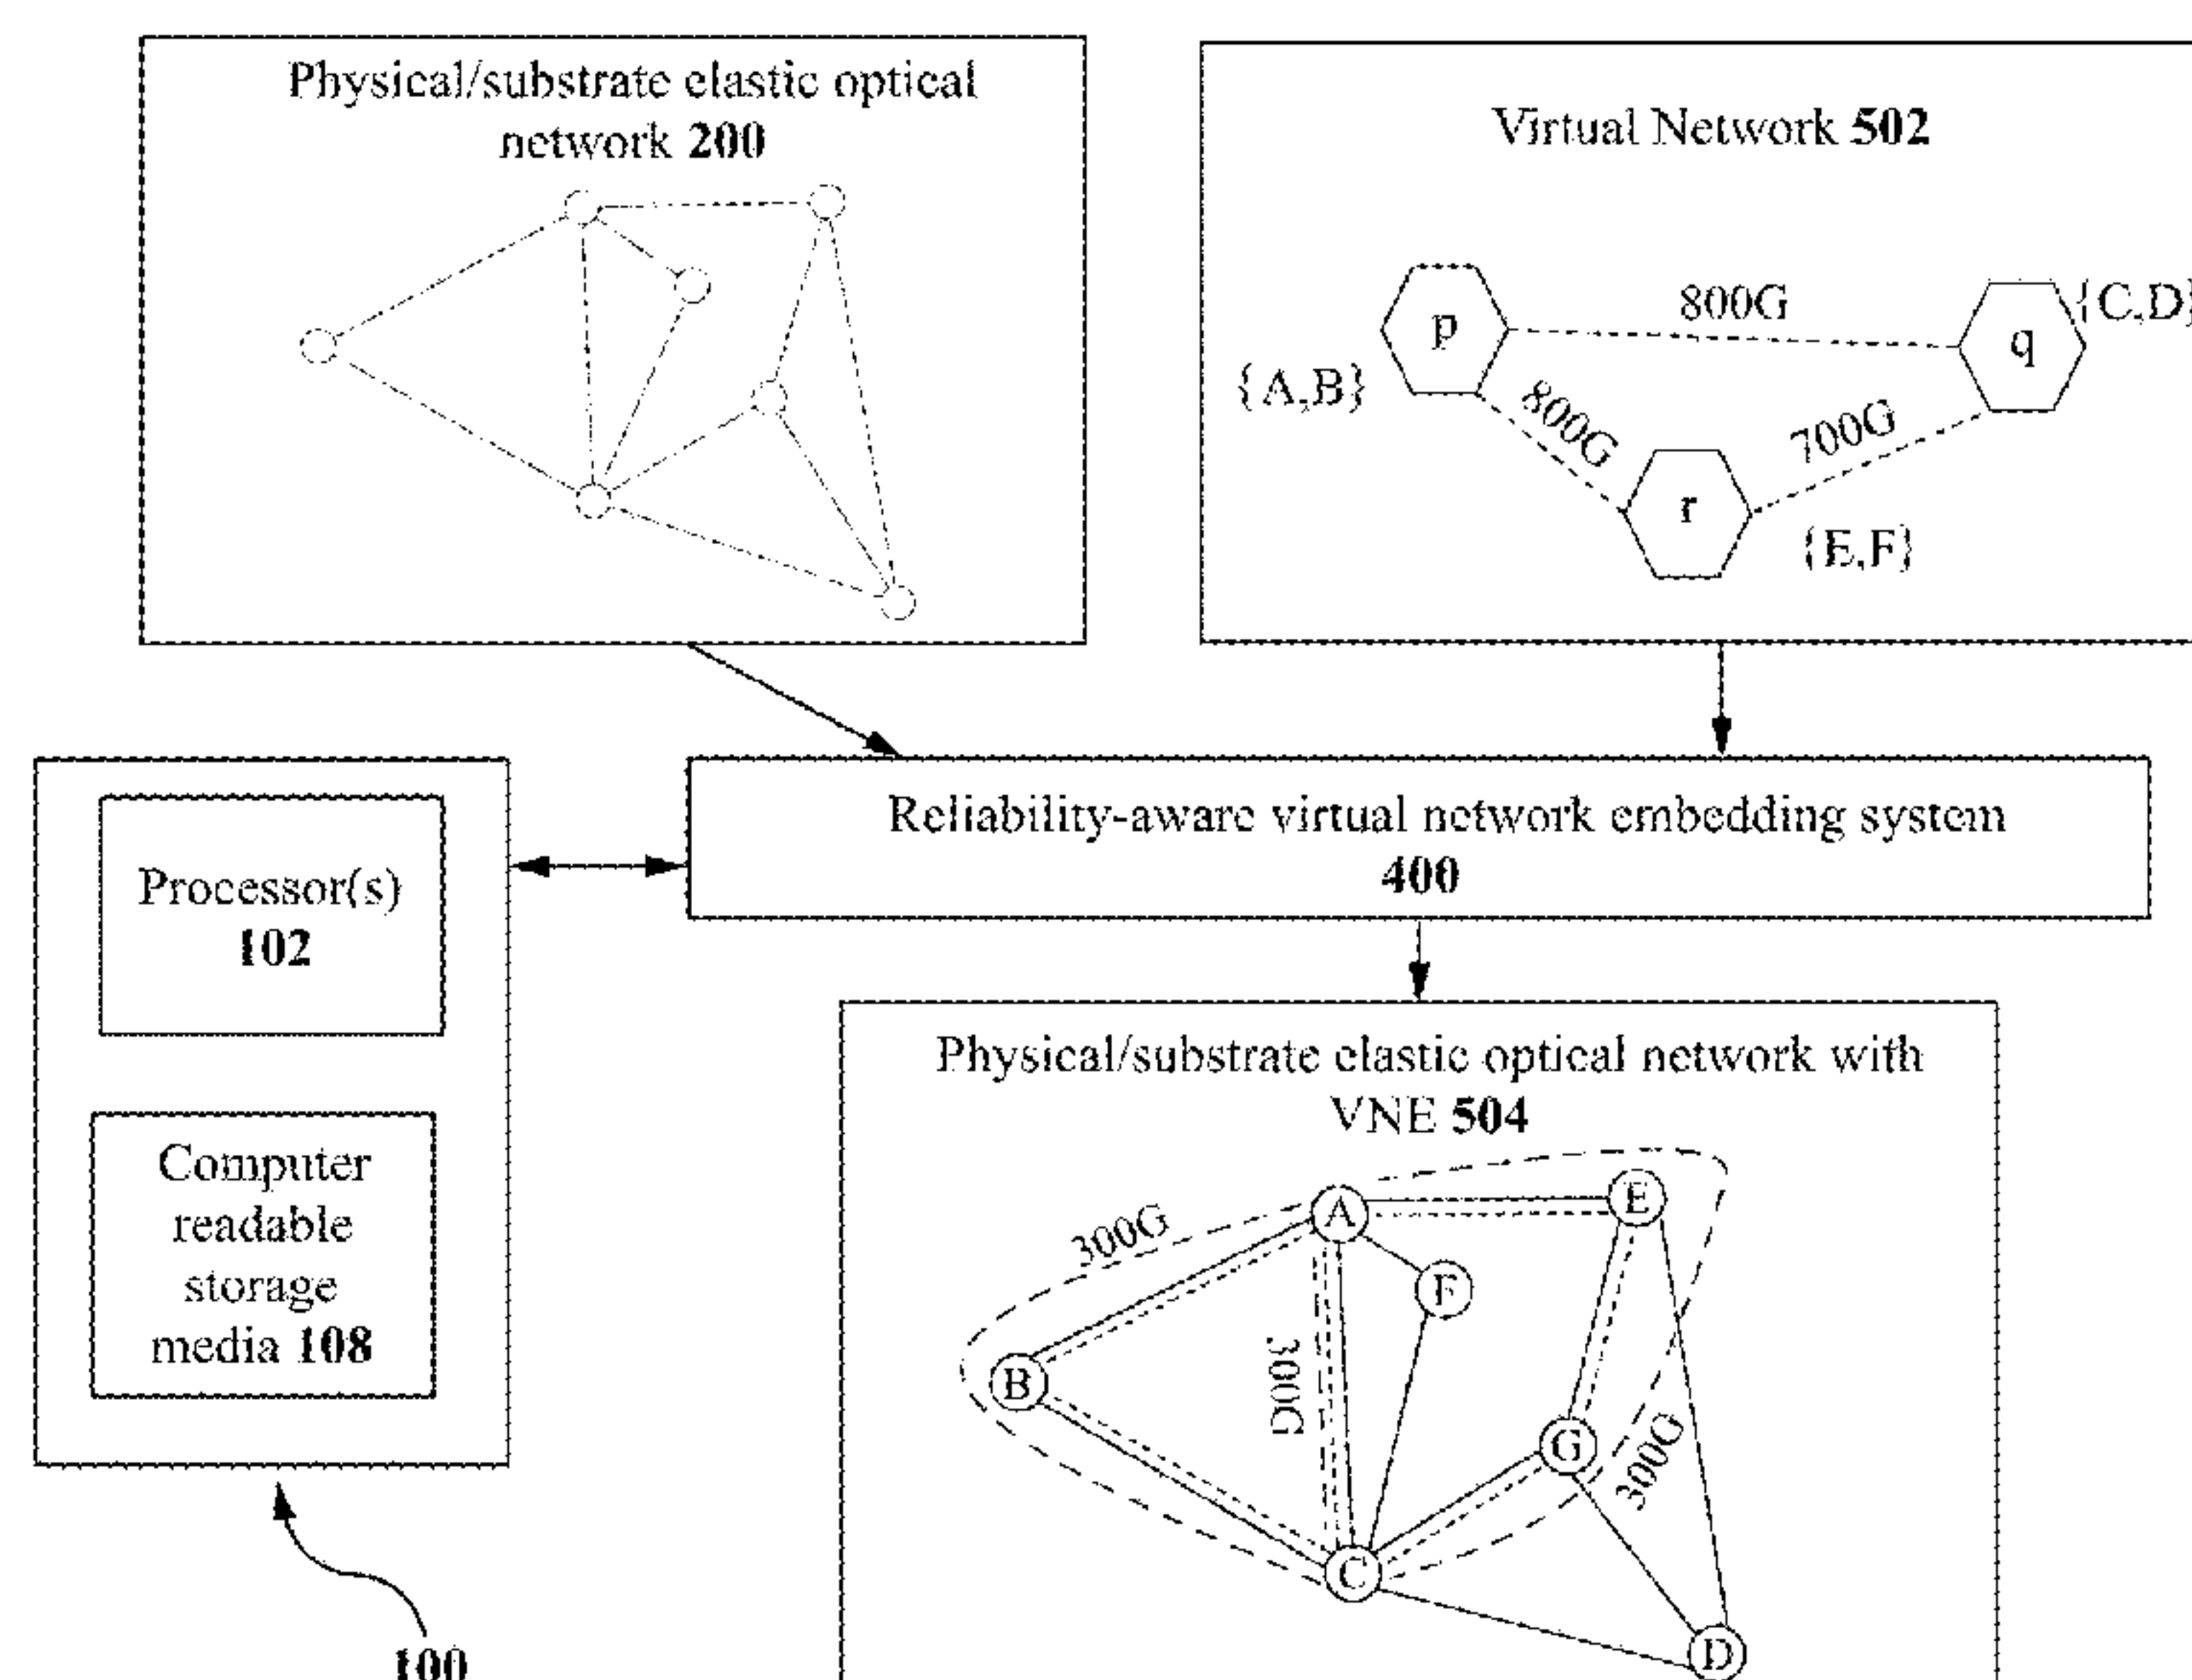 Physical/substrate elastic optical
network 200
Virtual Network 502
p
800G
q
{C,D}
{A,B}
800G
700G
r
{E,F}
Reliability-aware virtual network embedding system
400
Processor(s)
102
Computer
readable
storage
media 108
100
Physical/substrate elastic optical network with
VNE 504
300G
A
E
F
B
300G
G
300G
C
D